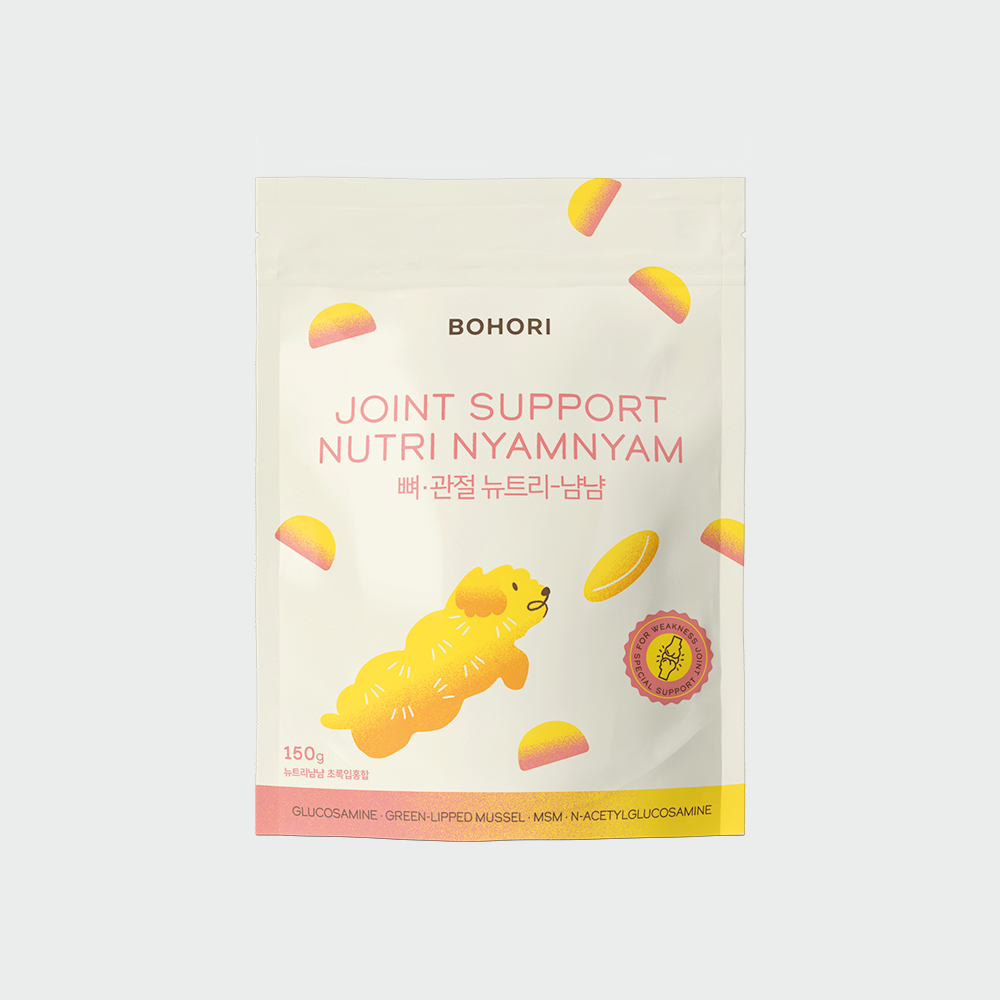 BOHORI
JOINT SUPPORT
NUTRI NYAMNYAM
뼈·관절 뉴트리-냠냠
SPECIAL SUPPORT JOINT
SPS FOR WEAKNESS
150g
뉴트리냠냠 초록입홍합
GLUCOSAMINE · GREEN-LIPPED MUSSEL · MSM · N-ACETYLGLUCOSAMINE